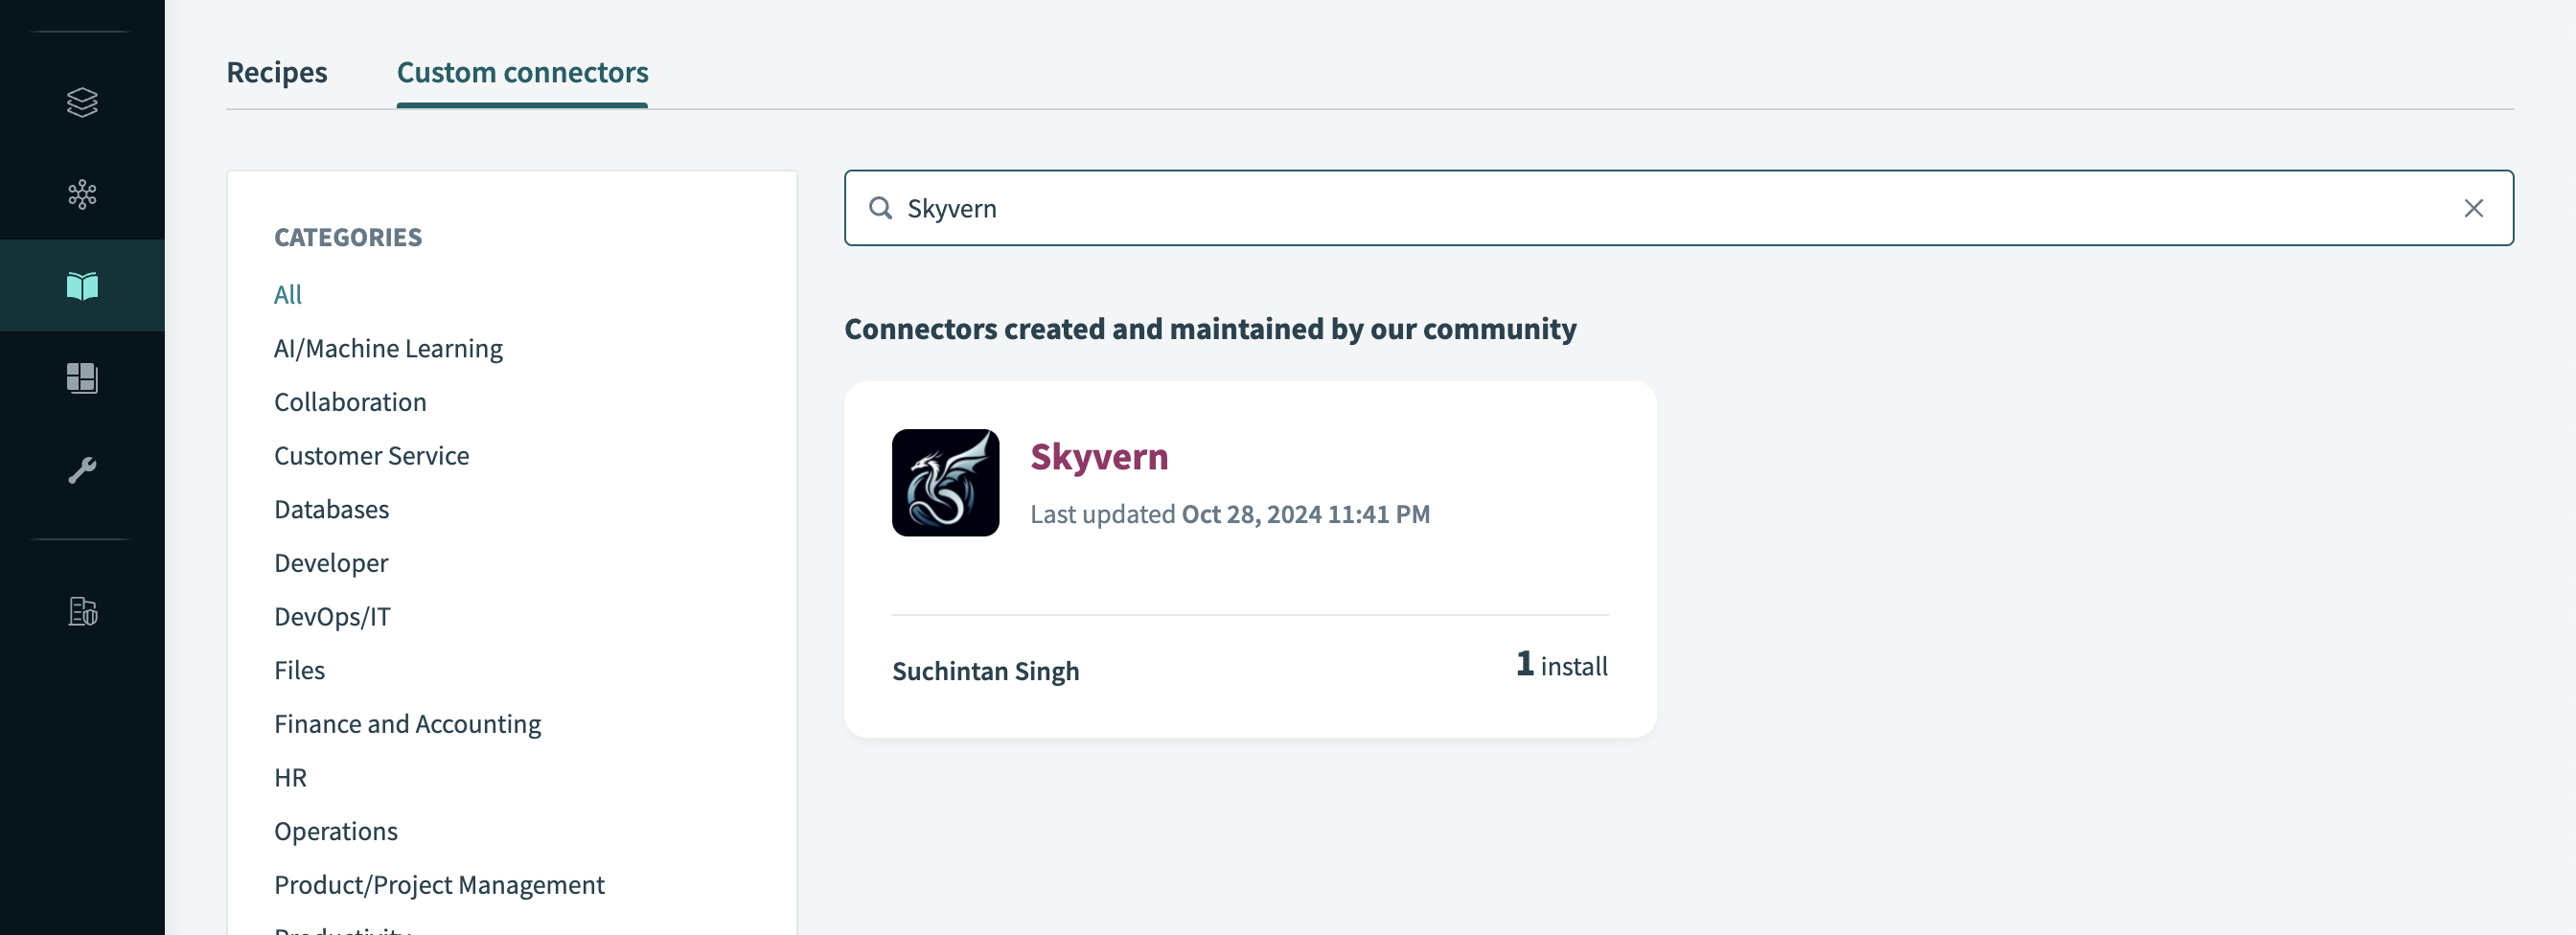 Recipes
Custom connectors
CATEGORIES
All
AI/Machine Learning
Collaboration
Customer Service
Databases
Developer
DevOps/IT
Files
Finance and Accounting
HR
Operations
Product/Project Management
Skyvern
Connectors created and maintained by our community
Skyvern
Last updated Oct 28, 2024 11:41 PM
Suchintan Singh
1 install